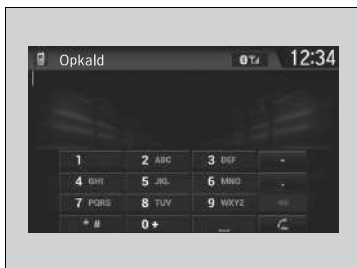 Opkald 12:34
1 2 ABC 3 DEF -
4 GHI 5 JKL 6 MNO .
7 PQRS 8 TUV 9 WXYZ
* # 0 + _